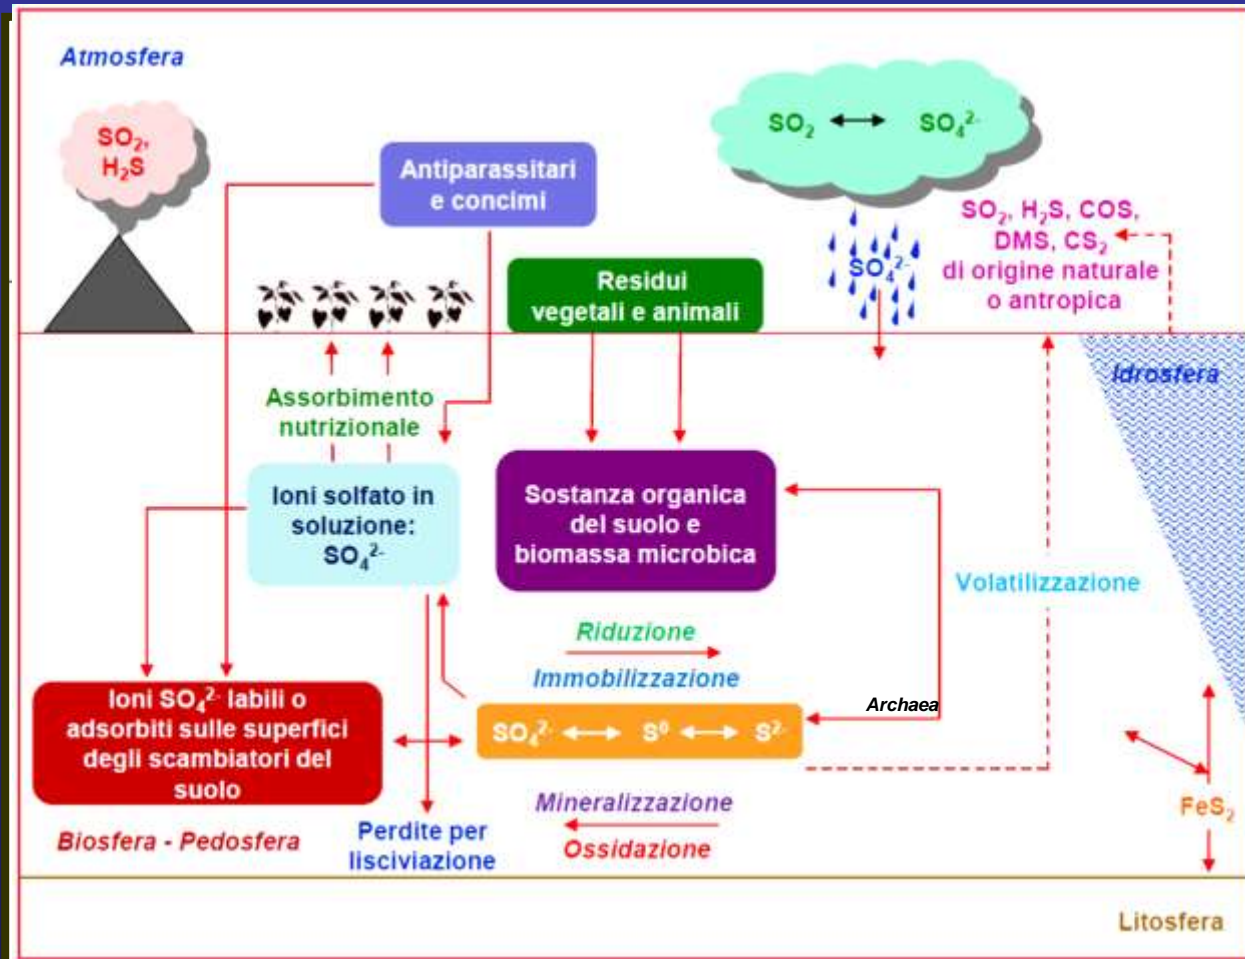 Atmosfera
SO₂,
H₂S
Antiparassitari
e concimi
SO₂ ↔ SO₄²⁻
SO₂, H₂S, COS,
DMS, CS₂
di origine naturale
o antropica
SO₄²⁻
Residui
vegetali e animali
Idrosfera
Assorbimento
nutrizionale
Ioni solfato in
soluzione:
SO₄²⁻
Sostanza organica
del suolo e
biomassa microbica
Volatilizzazione
Riduzione
Immobilizzazione
Archaea
Ioni SO₄²⁻ labili o
adsorbiti sulle superfici
degli scambiatori del
suolo
SO₄²⁻ ↔ S⁰ ↔ S²⁻
Mineralizzazione
Ossidazione
FeS₂
Biosfera - Pedosfera
Perdite per
lisciviazione
Litosfera